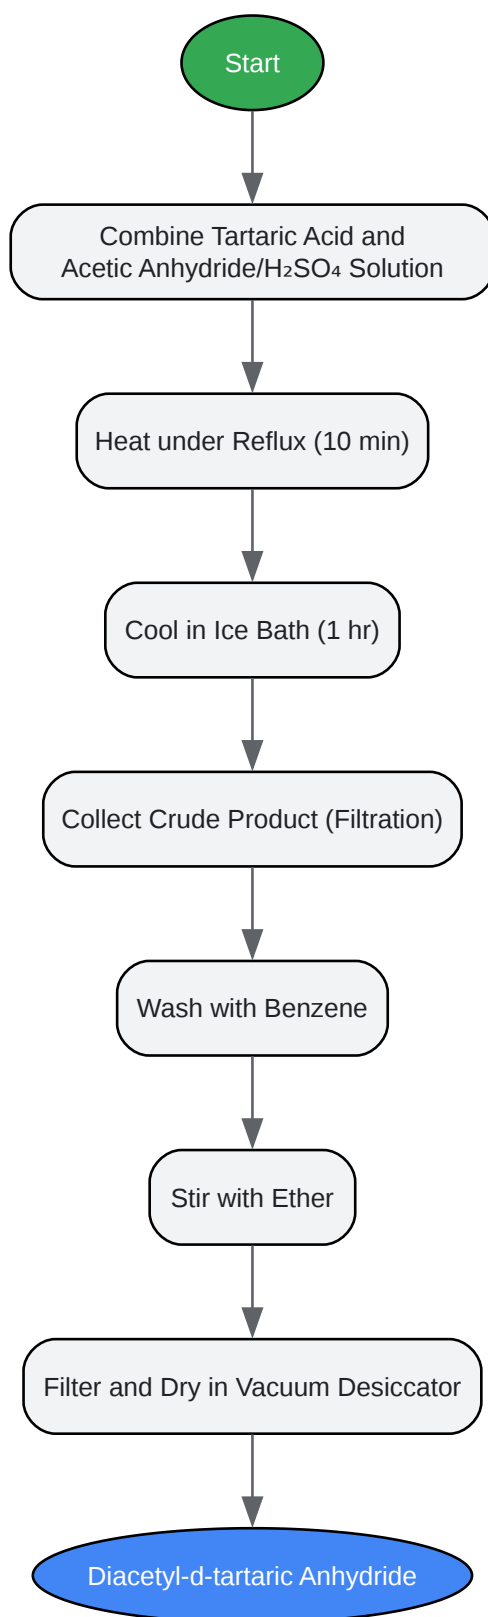 Start
Combine Tartaric Acid and
Acetic Anhydride/H₂SO₄ Solution
Heat under Reflux (10 min)
Cool in Ice Bath (1 hr)
Collect Crude Product (Filtration)
Wash with Benzene
Stir with Ether
Filter and Dry in Vacuum Desiccator
Diacetyl-d-tartaric Anhydride